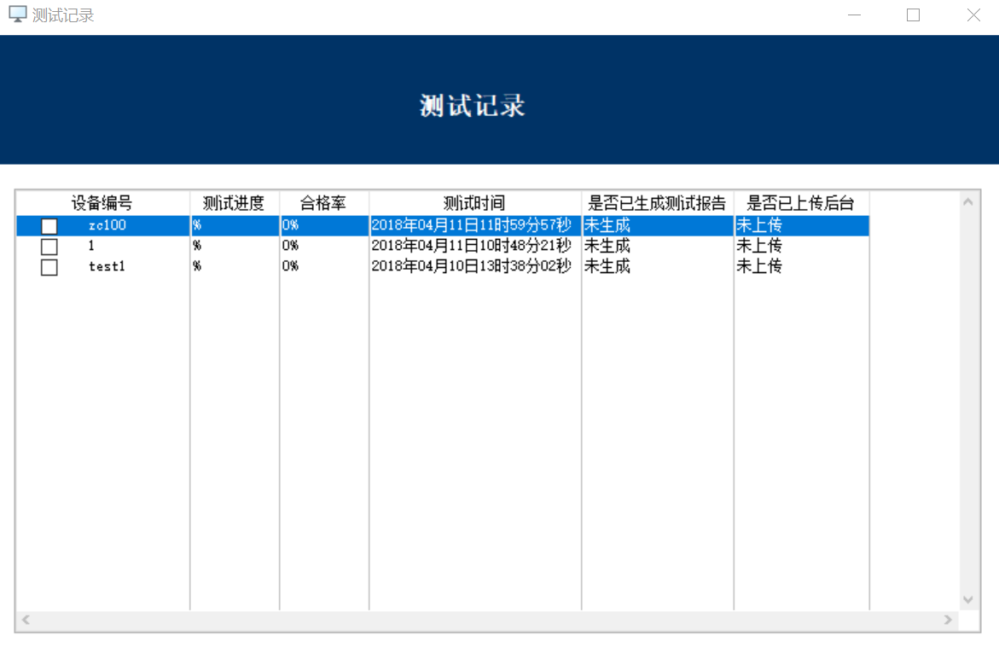 测试记录
测试记录
设备编号 测试进度 合格率 测试时间 是否已生成测试报告 是否已上传后台
zc100 % 0% 2018年04月11日11时59分57秒 未生成 未上传
1 % 0% 2018年04月11日10时48分21秒 未生成 未上传
test1 % 0% 2018年04月10日13时38分02秒 未生成 未上传